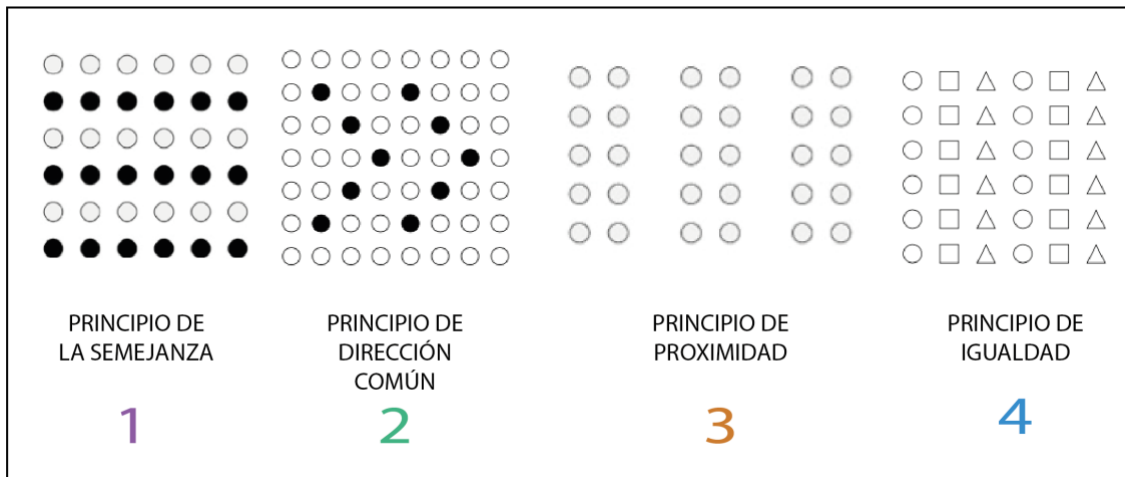 PRINCIPIO DE
LA SEMEJANZA
1
PRINCIPIO DE
DIRECCIÓN
COMÚN
2
PRINCIPIO DE
PROXIMIDAD
3
PRINCIPIO DE
IGUALDAD
4